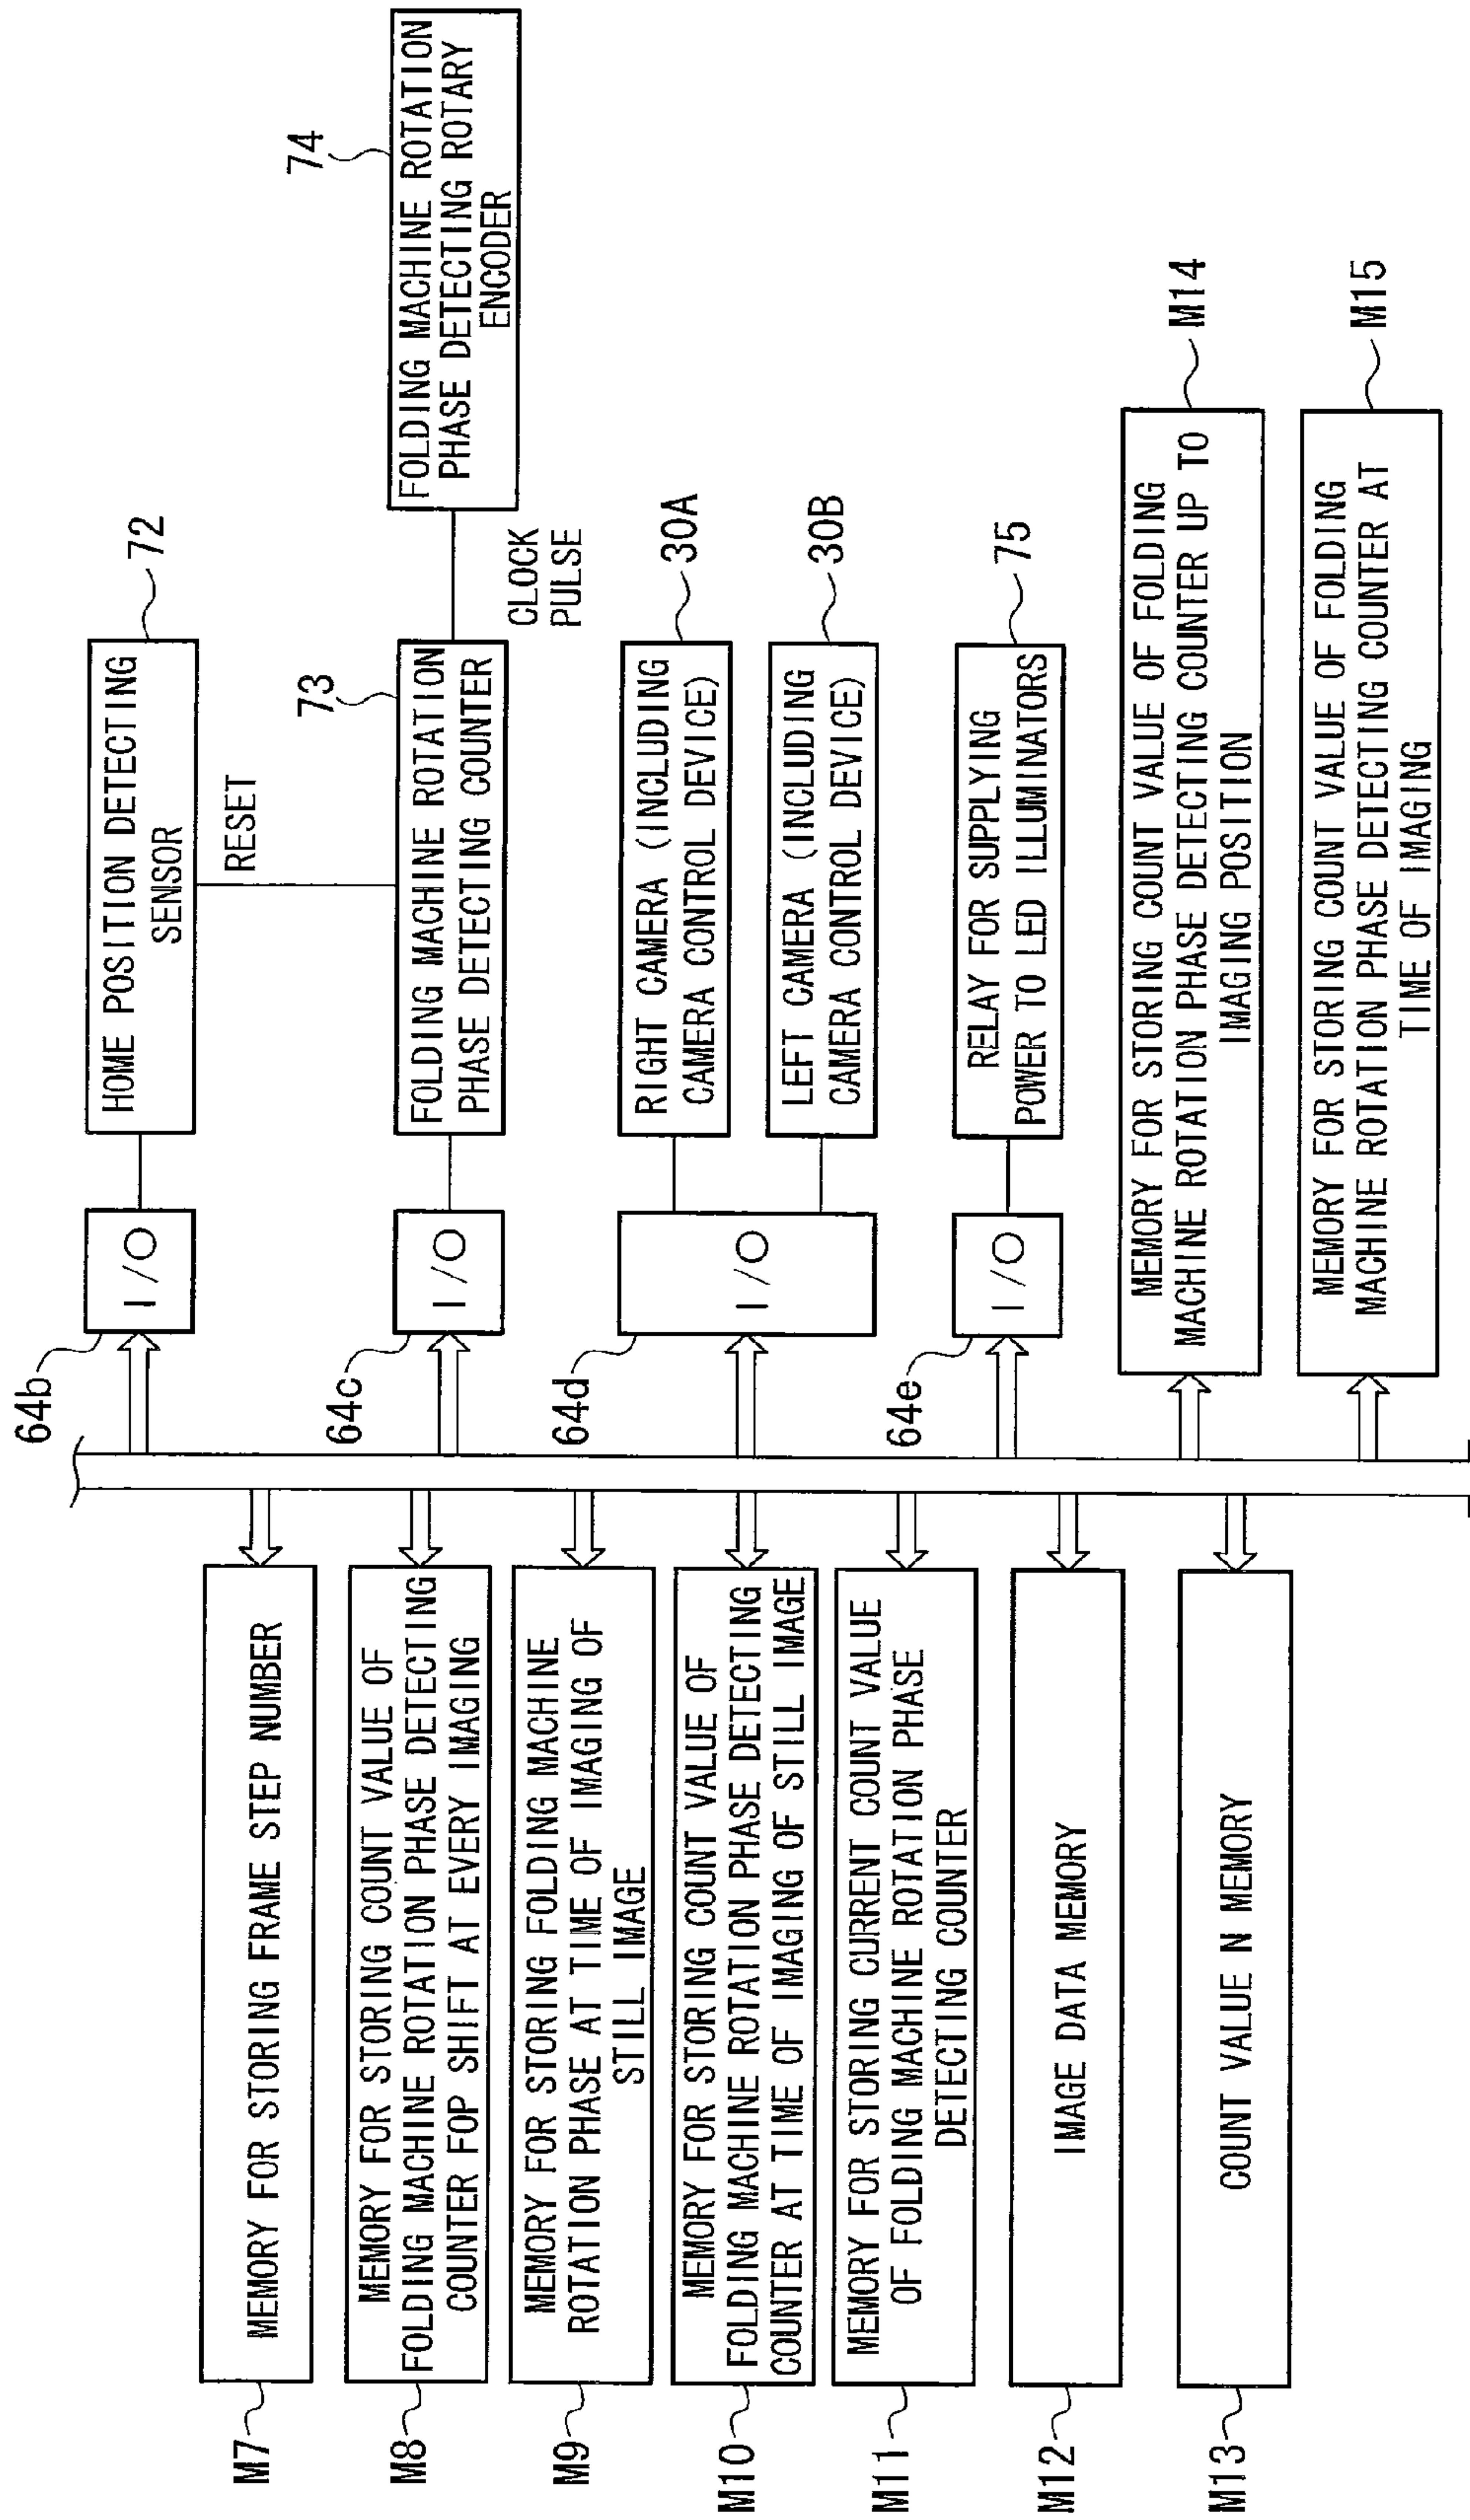 M7
MEMORY FOR STORING FRAME STEP NUMBER
M8
MEMORY FOR STORING COUNT VALUE OF
FOLDING MACHINE ROTATION PHASE DETECTING
COUNTER FOP SHIFT AT EVERY IMAGING
M9
MEMORY FOR STORING FOLDING MACHINE
ROTATION PHASE AT TIME OF IMAGING OF
STILL IMAGE
M10
MEMORY FOR STORING COUNT VALUE OF
FOLDING MACHINE ROTATION PHASE DETECTING
COUNTER AT TIME OF IMAGING OF STILL IMAGE
M11
MEMORY FOR STORING CURRENT COUNT VALUE
OF FOLDING MACHINE ROTATION PHASE
DETECTING COUNTER
M12
IMAGE DATA MEMORY
M13
COUNT VALUE N MEMORY
64b
I/O
HOME POSITION DETECTING
SENSOR
72
RESET
64c
I/O
FOLDING MACHINE ROTATION
PHASE DETECTING COUNTER
73
CLOCK
PULSE
FOLDING MACHINE ROTATION
PHASE DETECTING ROTARY
ENCODER
74
64d
I/O
RIGHT CAMERA (INCLUDING
CAMERA CONTROL DEVICE)
30A
LEFT CAMERA (INCLUDING
CAMERA CONTROL DEVICE)
30B
64e
I/O
RELAY FOR SUPPLYING
POWER TO LED ILLUMINATORS
75
MEMORY FOR STORING COUNT VALUE OF FOLDING
MACHINE ROTATION PHASE DETECTING COUNTER UP TO
IMAGING POSITION
M14
MEMORY FOR STORING COUNT VALUE OF FOLDING
MACHINE ROTATION PHASE DETECTING COUNTER AT
TIME OF IMAGING
M15